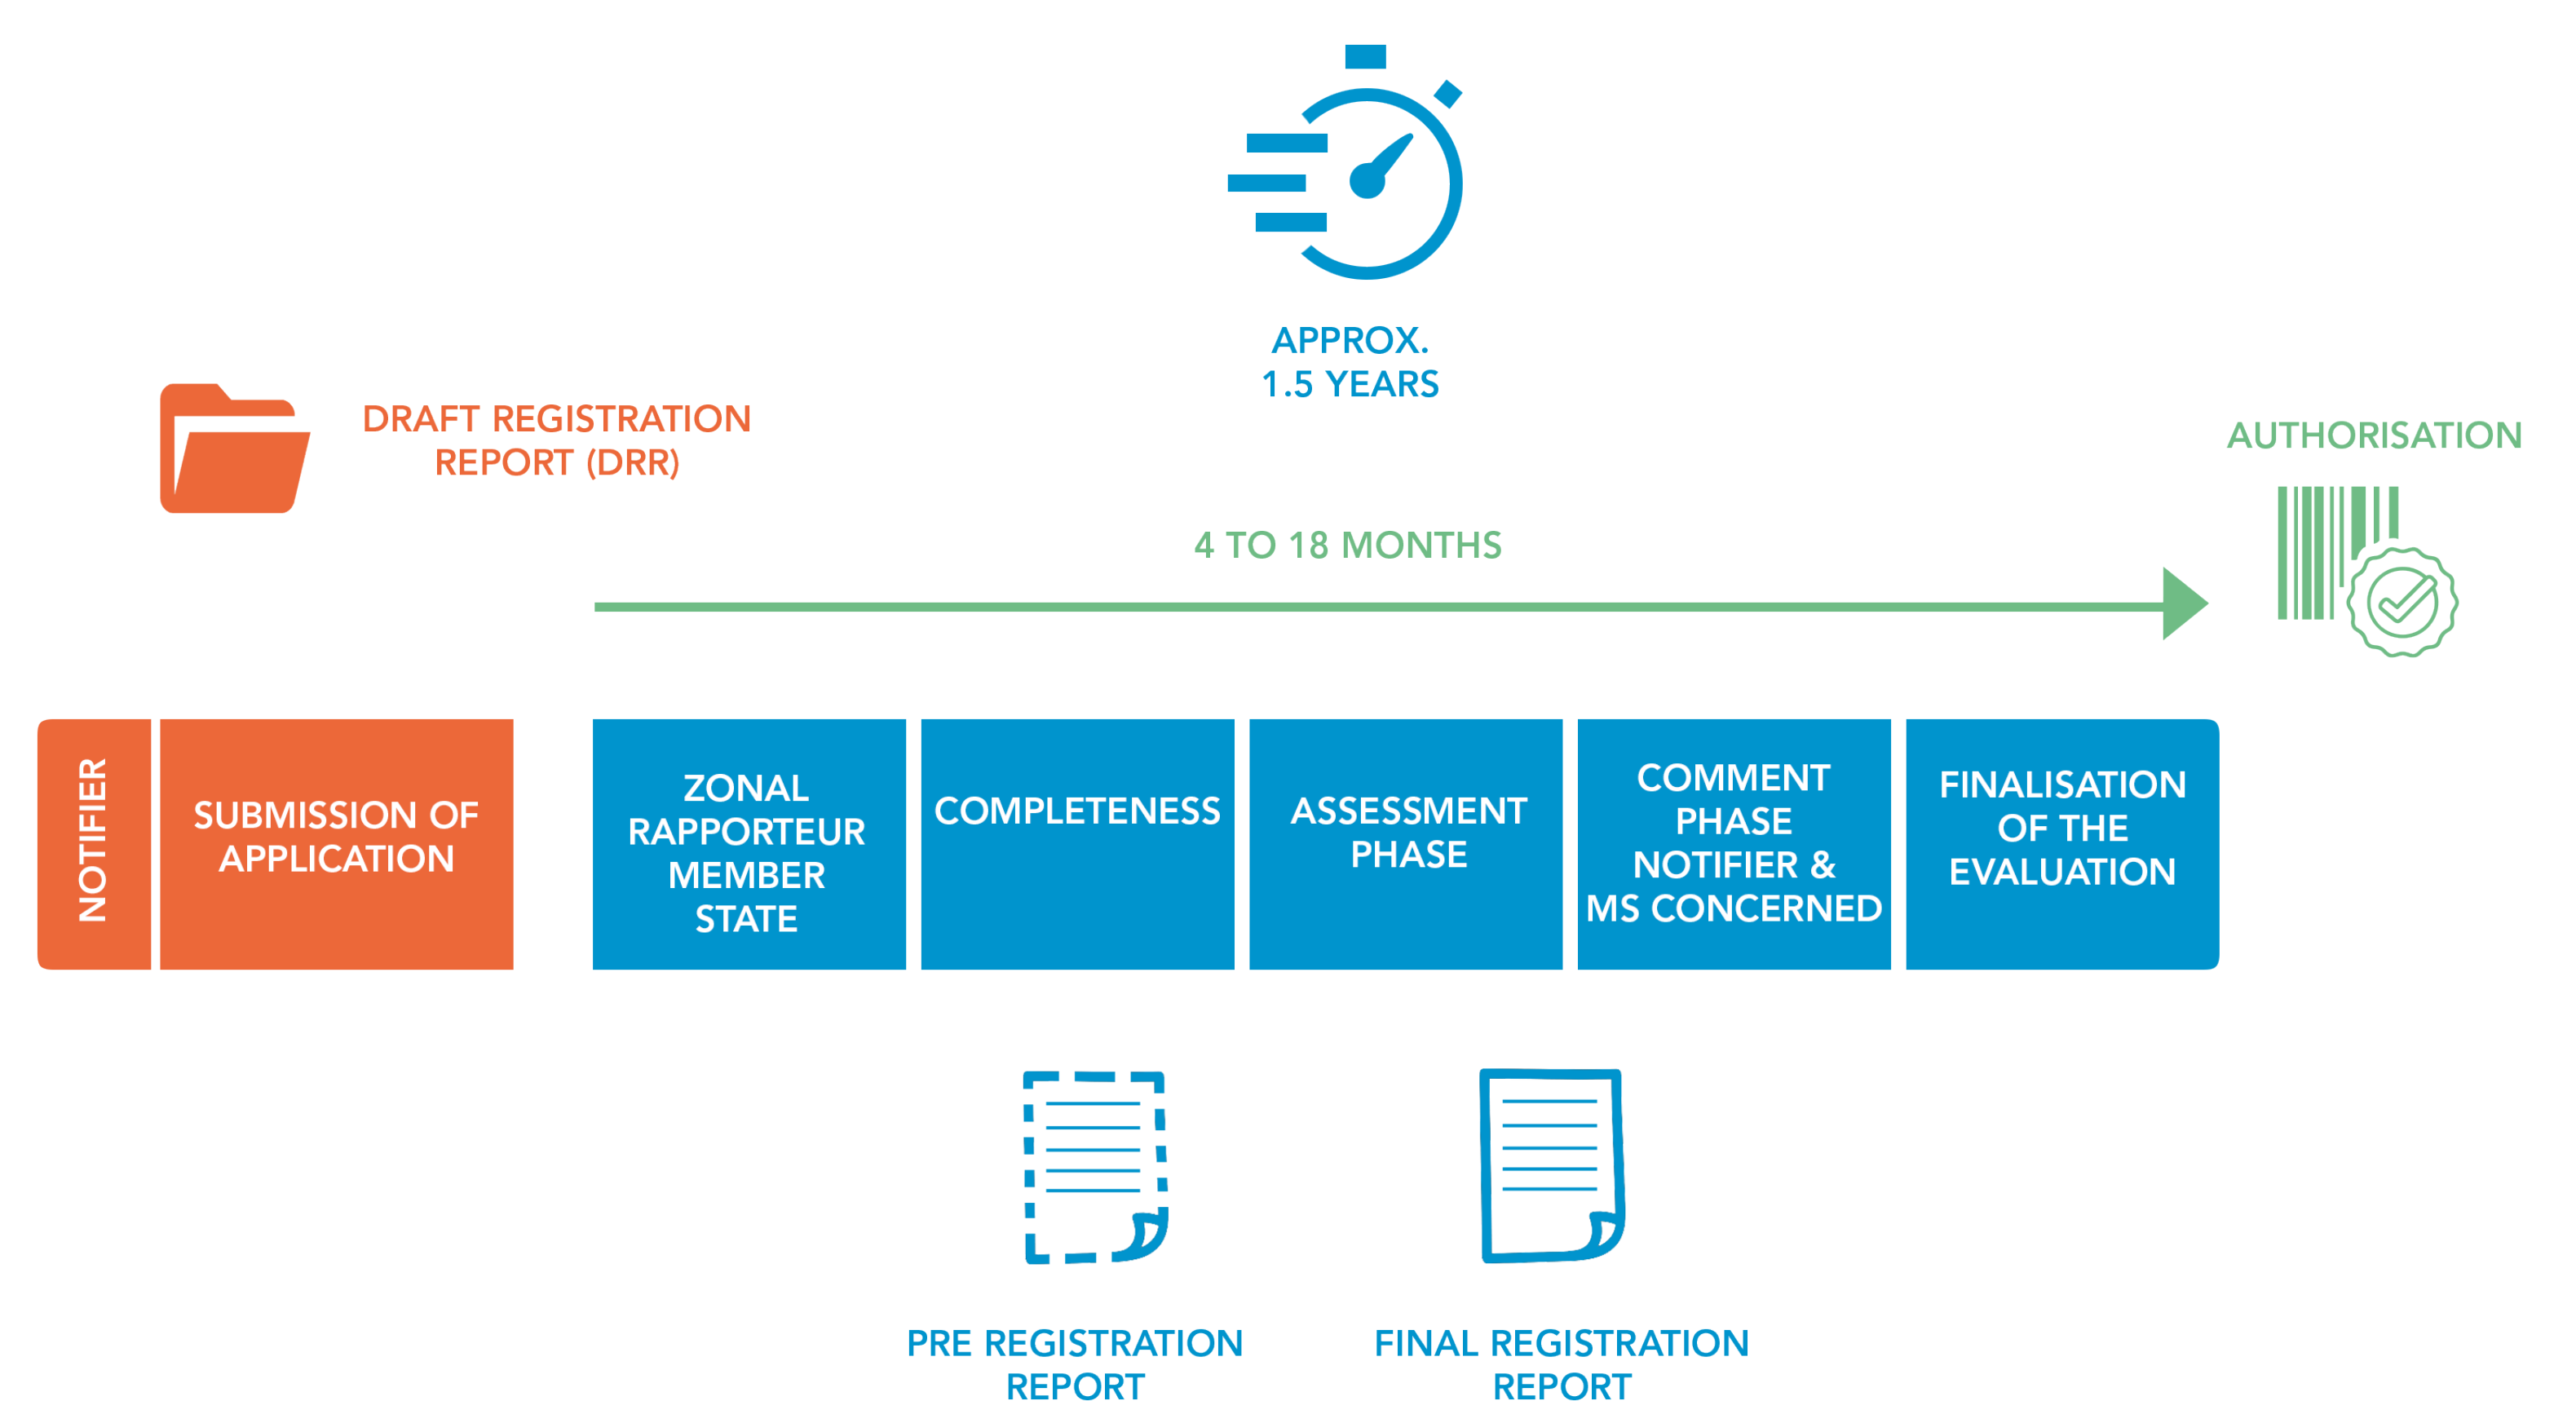 APPROX.
1.5 YEARS
DRAFT REGISTRATION
REPORT (DRR)
AUTHORISATION
4 TO 18 MONTHS
NOTIFIER
SUBMISSION OF
APPLICATION
ZONAL
RAPPORTEUR
MEMBER
STATE
COMPLETENESS
ASSESSMENT
PHASE
COMMENT
PHASE
NOTIFIER &
MS CONCERNED
FINALISATION
OF THE
EVALUATION
PRE REGISTRATION
REPORT
FINAL REGISTRATION
REPORT